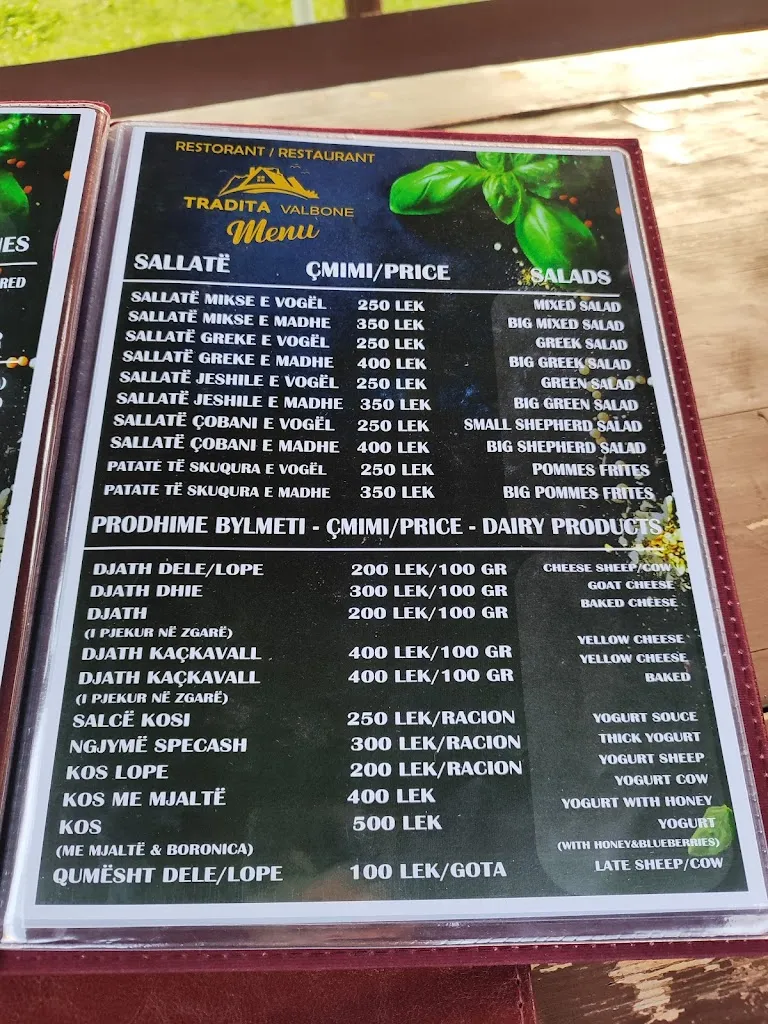 IES
RED
RESTORANT / RESTAURANT
TRADITA VALBONE
Menu
SALLATË ÇMIMI/PRICE SALADS
SALLATË MIKSE E VOGËL 250 LEK MIXED SALAD
SALLATË MIKSE E MADHE 350 LEK BIG MIXED SALAD
SALLATË GREKE E VOGËL 250 LEK GREEK SALAD
SALLATË GREKE E MADHE 400 LEK BIG GREEK SALAD
SALLATË JESHILE E VOGËL 250 LEK GREEN SALAD
SALLATË JESHILE E MADHE 350 LEK BIG GREEN SALAD
SALLATË ÇOBANI E VOGËL 250 LEK SMALL SHEPHERD SALAD
SALLATË ÇOBANI E MADHE 400 LEK BIG SHEPHERD SALAD
PATATE TË SKUQURA E VOGËL 250 LEK POMMES FRITES
PATATE TË SKUQURA E MADHE 350 LEK BIG POMMES FRITES
PRODHIME BYLMETI - ÇMIMI/PRICE - DAIRY PRODUCTS
DJATH DELE/LOPE 200 LEK/100 GR CHEESE SHEEP/COW
DJATH DHIE 300 LEK/100 GR GOAT CHEESE
DJATH 200 LEK/100 GR BAKED CHEESE
(I PJEKUR NË ZGARË)
DJATH KAÇKAVALL 400 LEK/100 GR YELLOW CHEESE
DJATH KAÇKAVALL 400 LEK/100 GR YELLOW CHEESE
(I PJEKUR NË ZGARË) BAKED
SALCË KOSI 250 LEK/RACION YOGURT SOUCE
NGJYMË SPECASH 300 LEK/RACION THICK YOGURT
KOS LOPE 200 LEK/RACION YOGURT SHEEP
YOGURT COW
KOS ME MJALTË 400 LEK YOGURT WITH HONEY
KOS 500 LEK YOGURT
(ME MJALTË & BORONICA) (WITH HONEY&BLUEBERRIES)
QUMËSHT DELE/LOPE 100 LEK/GOTA LATE SHEEP/COW